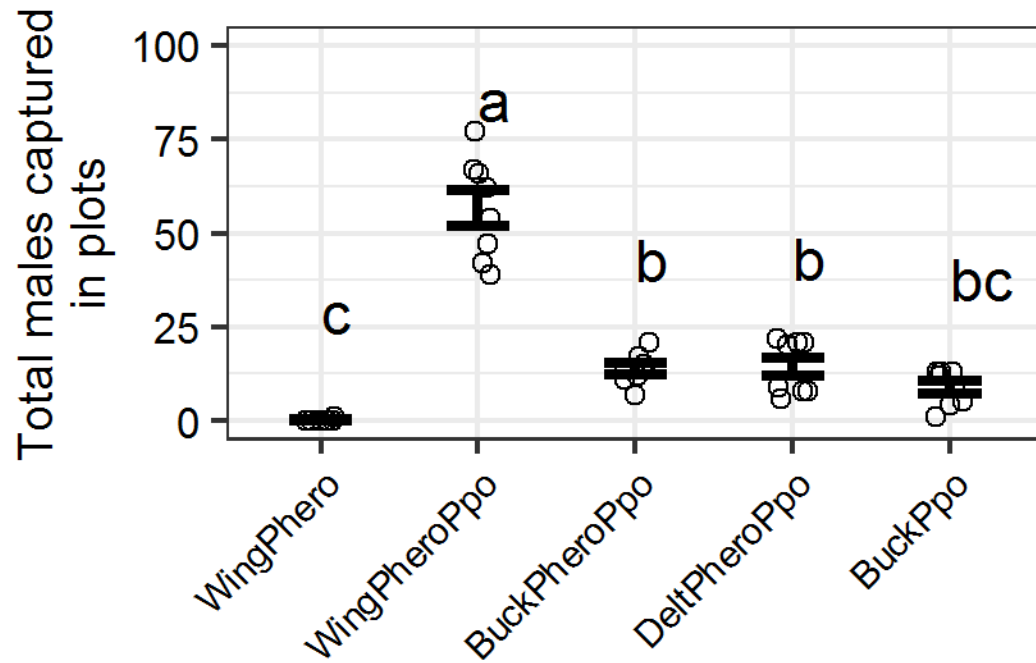 Total males captured
in plots
100
75
50
25
0
c
a
b
b
bc
WingPhero
WingPheroPpo
BuckPheroPpo
DeltPheroPpo
BuckPpo